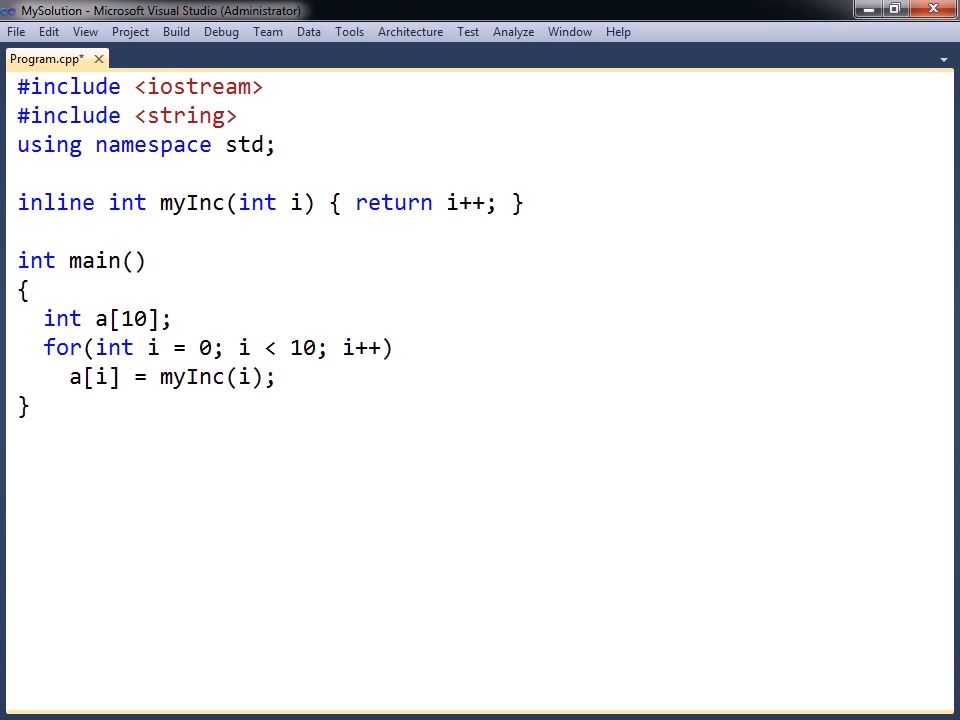 MySolution - Microsoft Visual Studio (Administrator)
File Edit View Project Build Debug Team Data Tools Architecture Test Analyze Window Help
Program.cpp*
#include <iostream>
#include <string>
using namespace std;
inline int myInc(int i) { return i++; }
int main()
{
  int a[10];
  for(int i = 0; i < 10; i++)
    a[i] = myInc(i);
}